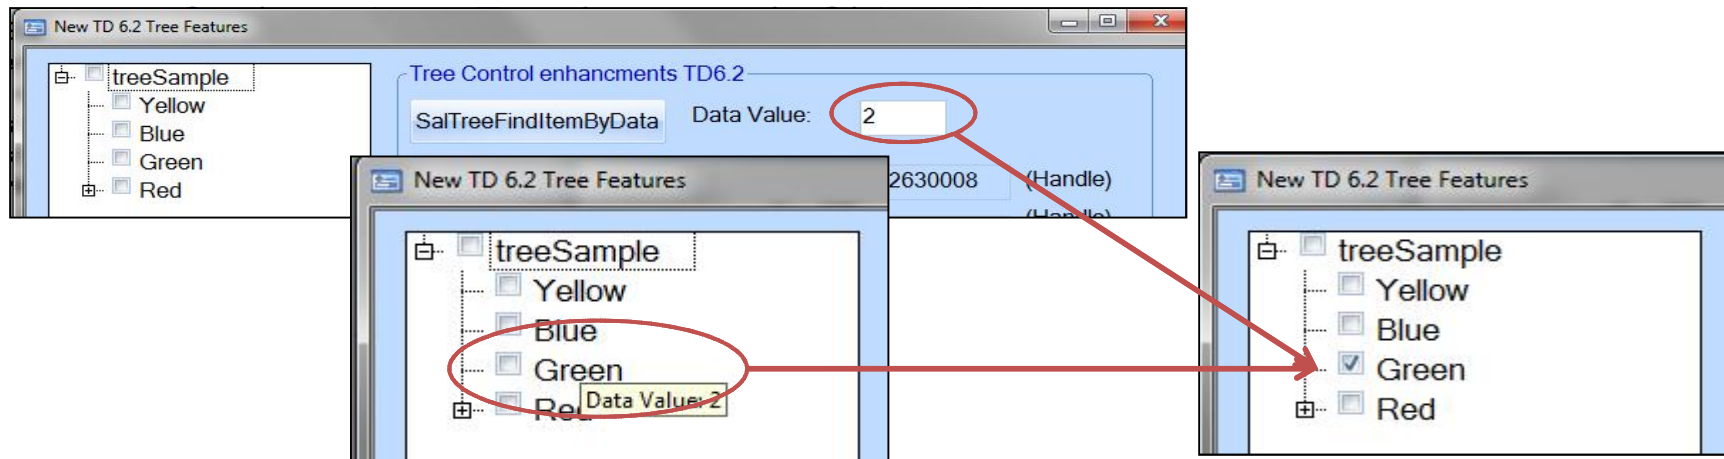 New TD 6.2 Tree Features
treeSample
Yellow
Blue
Green
Red
Tree Control enhancments TD6.2
SalTreeFindItemByData
Data Value:
2
2630008
(Handle)
(Handle)
New TD 6.2 Tree Features
treeSample
Yellow
Blue
Green
Red
Data Value: 2
New TD 6.2 Tree Features
treeSample
Yellow
Blue
Green
Red